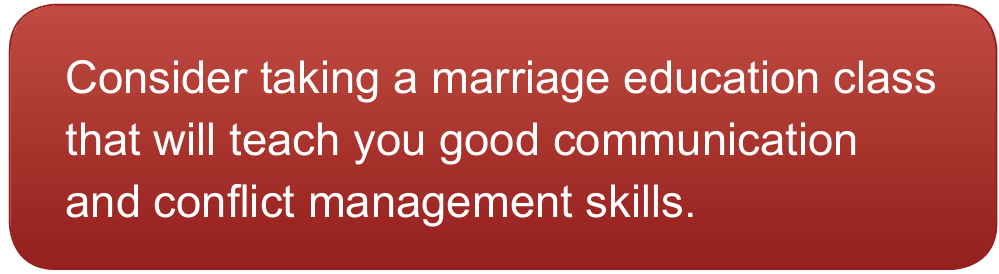 Consider taking a marriage education class
that will teach you good communication
and conflict management skills.